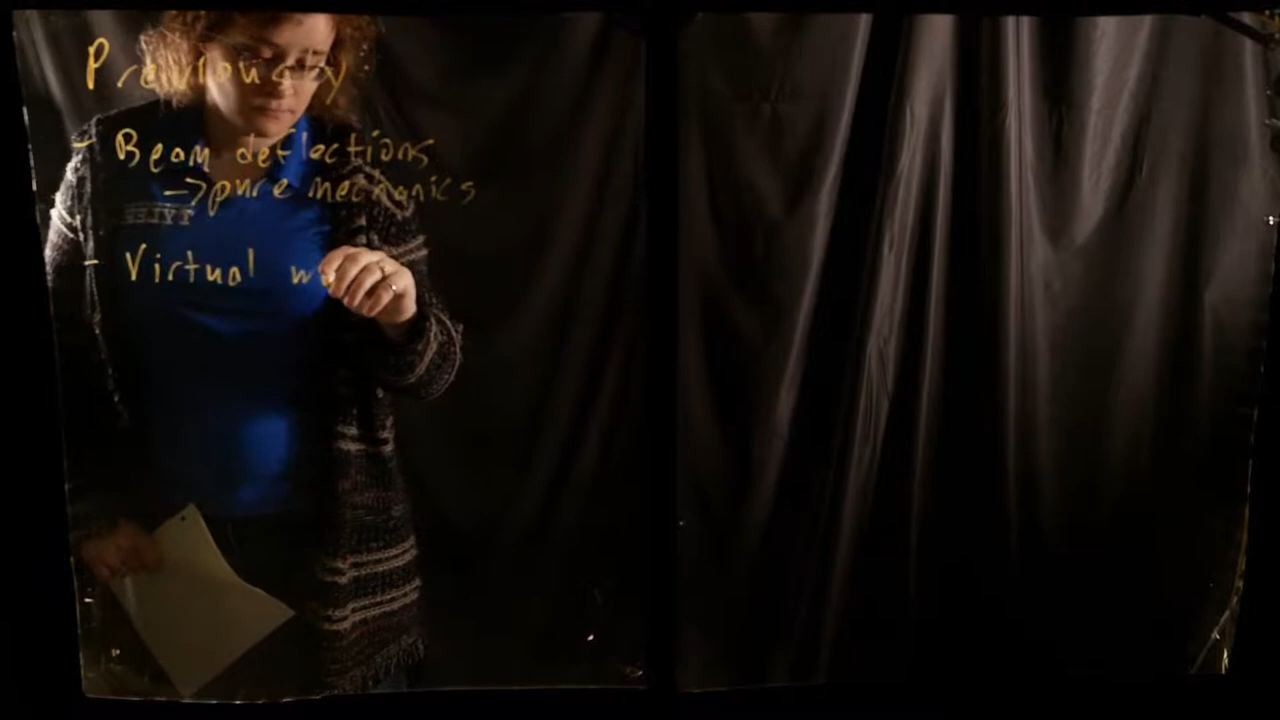 Previously
- Beam deflections
→ pure mechanics
- Virtual w